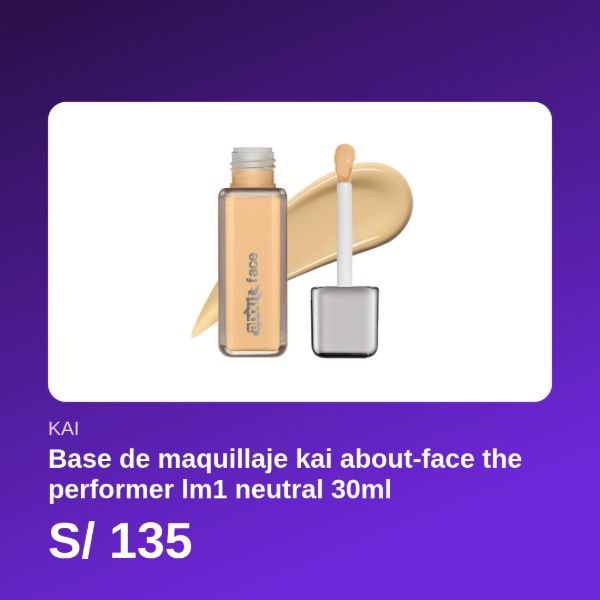 about face
KAI
Base de maquillaje kai about-face the
performer lm1 neutral 30ml
S/ 135